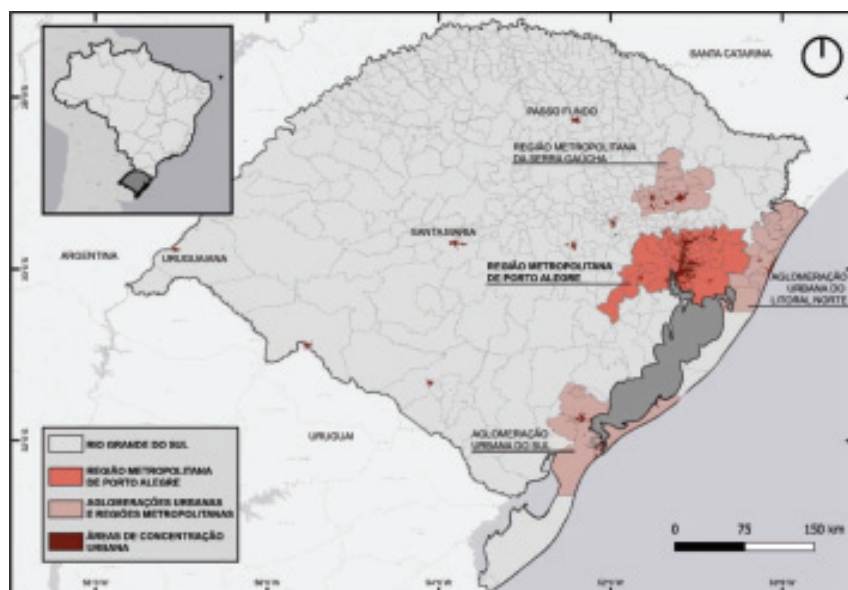 SANTA CATARINA
PASSO FUNDO
REGIÃO METROPOLITANA
DA SERRA GAÚCHA
SANTA MARIA
ARGENTINA
URUGUAIANA
REGIÃO METROPOLITANA
DE PORTO ALEGRE
AGLOMERAÇÃO
URBANA DO
LITORAL NORTE
URUGUAI
AGLOMERAÇÃO
URBANA DO SUL
RIO GRANDE DO SUL
REGIÃO METROPOLITANA
DE PORTO ALEGRE
AGLOMERAÇÕES URBANAS
E REGIÕES METROPOLITANAS
ÁREAS DE CONCENTRAÇÃO
URBANA
0 75 150 km